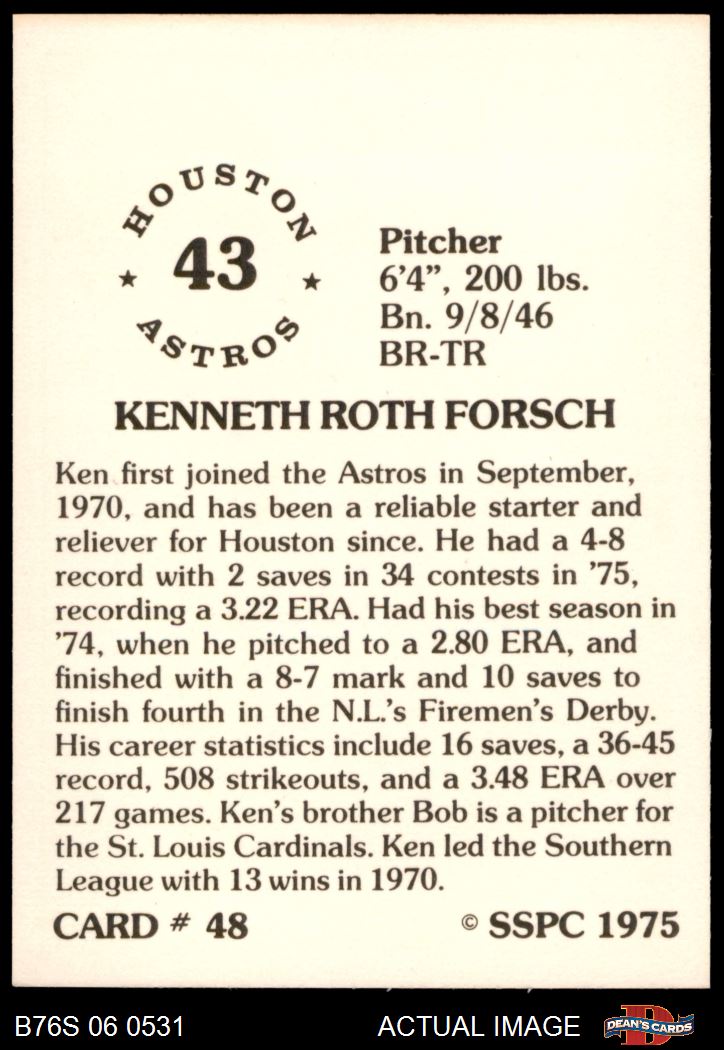 HOUSTON
43
★ ★
ASTROS
Pitcher
6'4", 200 lbs.
Bn. 9/8/46
BR-TR
KENNETH ROTH FORSCH
Ken first joined the Astros in September,
1970, and has been a reliable starter and
reliever for Houston since. He had a 4-8
record with 2 saves in 34 contests in '75,
recording a 3.22 ERA. Had his best season in
'74, when he pitched to a 2.80 ERA, and
finished with a 8-7 mark and 10 saves to
finish fourth in the N.L.'s Firemen's Derby.
His career statistics include 16 saves, a 36-45
record, 508 strikeouts, and a 3.48 ERA over
217 games. Ken's brother Bob is a pitcher for
the St. Louis Cardinals. Ken led the Southern
League with 13 wins in 1970.
CARD # 48 © SSPC 1975
B76S 06 0531 ACTUAL IMAGE D DEAN'S CARDS